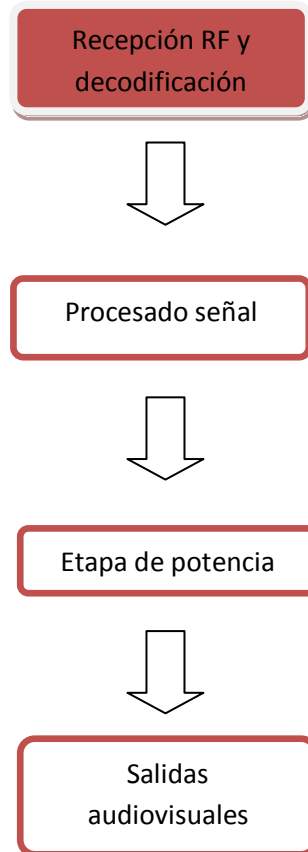 Recepción RF y
decodificación
Procesado señal
Etapa de potencia
Salidas
audiovisuales